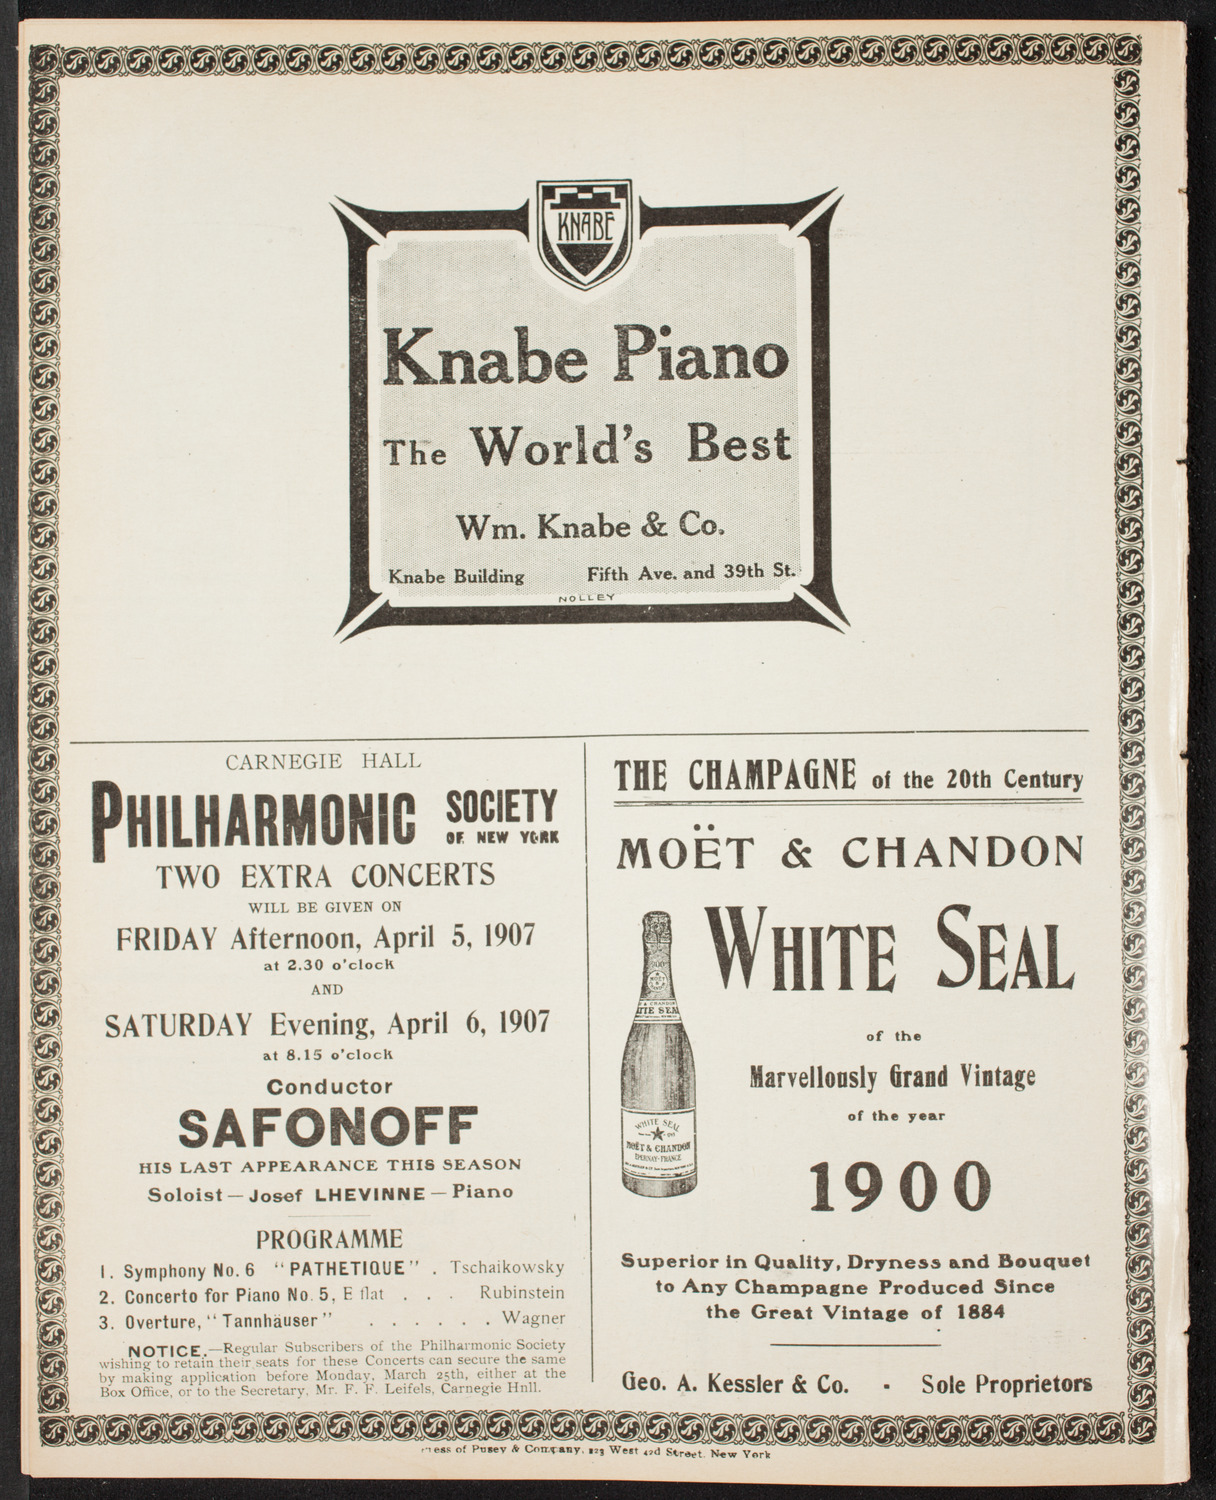 KNABE
Knabe Piano
The World's Best
Wm. Knabe & Co.
Knabe Building Fifth Ave. and 39th St.
NOLLEY
CARNEGIE HALL
PHILHARMONIC SOCIETY
OF NEW YORK
TWO EXTRA CONCERTS
WILL BE GIVEN ON
FRIDAY Afternoon, April 5, 1907
at 2.30 o'clock
AND
SATURDAY Evening, April 6, 1907
at 8.15 o'clock
Conductor
SAFONOFF
HIS LAST APPEARANCE THIS SEASON
Soloist — Josef LHEVINNE — Piano
PROGRAMME
1. Symphony No. 6 "PATHETIQUE" . Tschaikowsky
2. Concerto for Piano No. 5, E flat . . . Rubinstein
3. Overture, "Tannhäuser" . . . . . . Wagner
NOTICE.—Regular Subscribers of the Philharmonic Society
wishing to retain their seats for these Concerts can secure the same
by making application before Monday, March 25th, either at the
Box Office, or to the Secretary, Mr. F. F. Leifels, Carnegie Hall.
THE CHAMPAGNE of the 20th Century
MOËT & CHANDON
WHITE SEAL
of the
Marvellously Grand Vintage
of the year
1900
WHITE SEAL
MOËT & CHANDON
EPERNAY-FRANCE
Superior in Quality, Dryness and Bouquet
to Any Champagne Produced Since
the Great Vintage of 1884
Geo. A. Kessler & Co. - Sole Proprietors
ess of Pusey & Company, 123 West 42d Street. New York